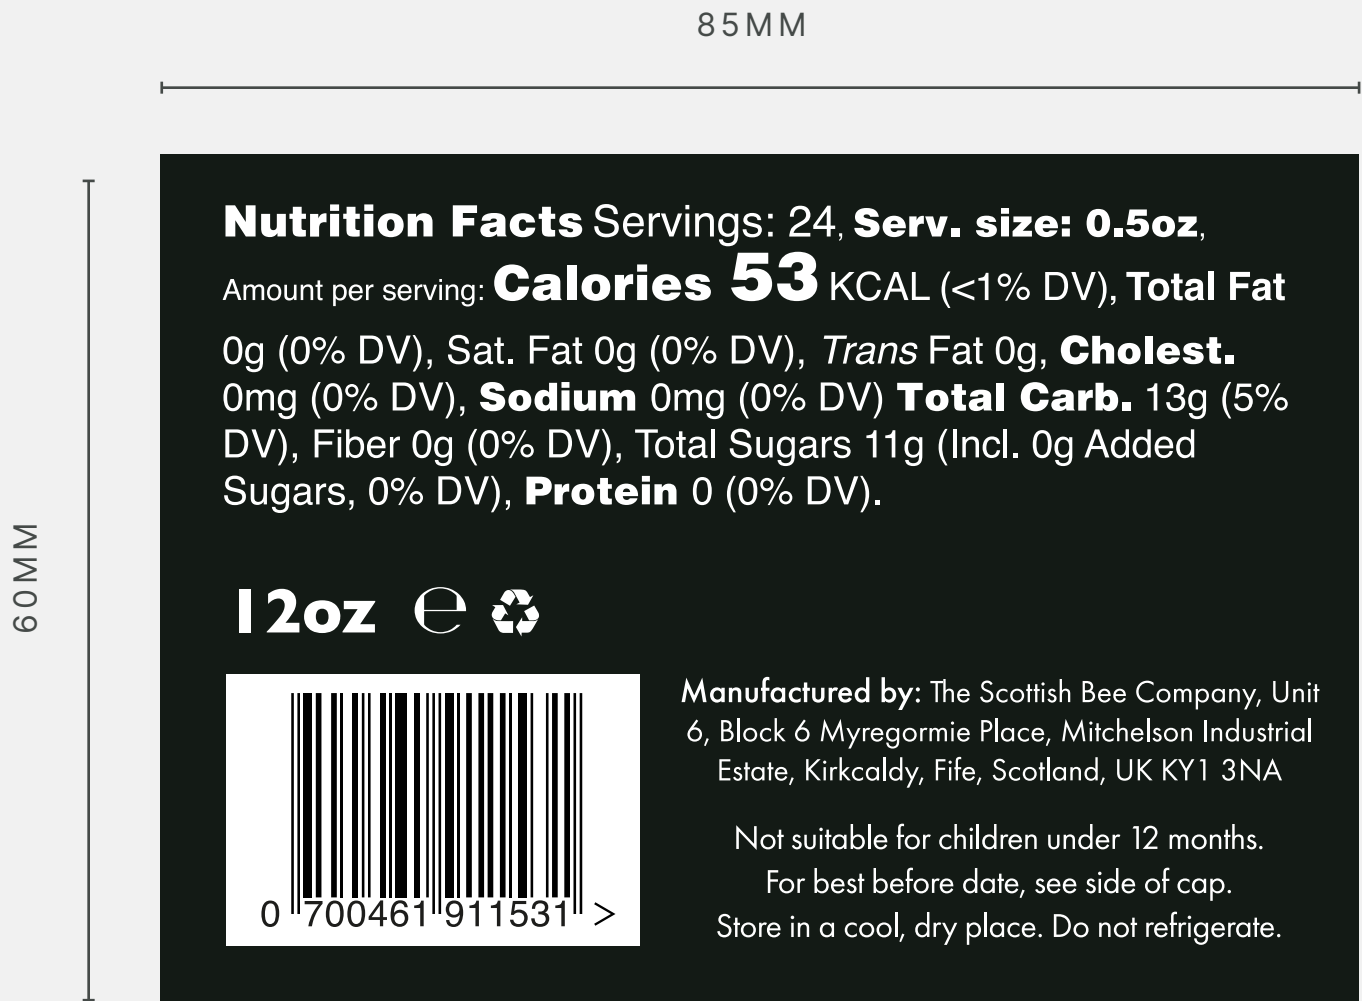 85MM
60MM
Nutrition Facts Servings: 24, Serv. size: 0.5oz,
Amount per serving: Calories 53 KCAL (<1% DV), Total Fat
0g (0% DV), Sat. Fat 0g (0% DV), Trans Fat 0g, Cholest.
0mg (0% DV), Sodium 0mg (0% DV) Total Carb. 13g (5%
DV), Fiber 0g (0% DV), Total Sugars 11g (Incl. 0g Added
Sugars, 0% DV), Protein 0 (0% DV).
12oz ℮
0 700461 911531 >
Manufactured by: The Scottish Bee Company, Unit
6, Block 6 Myregormie Place, Mitchelson Industrial
Estate, Kirkcaldy, Fife, Scotland, UK KY1 3NA
Not suitable for children under 12 months.
For best before date, see side of cap.
Store in a cool, dry place. Do not refrigerate.